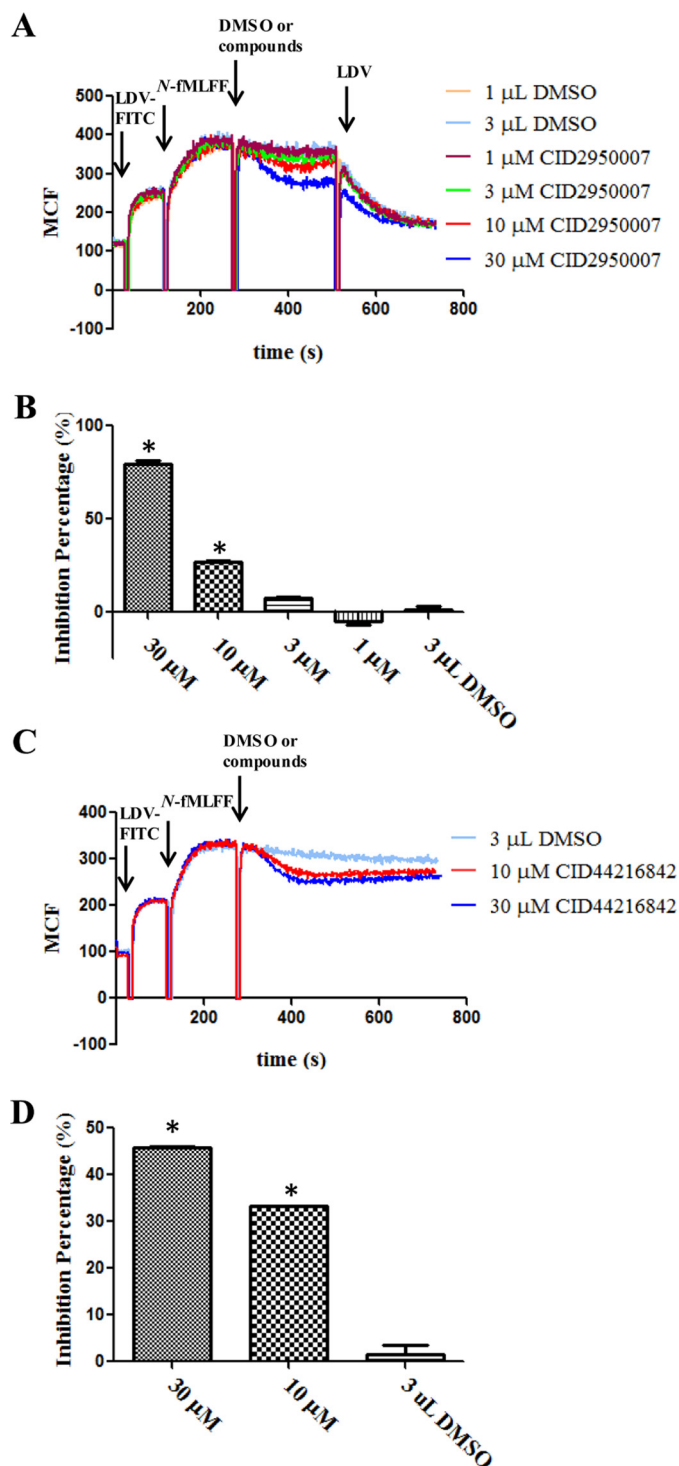 A
DMSO or
compounds
LDV-
FITC
N-fMLFF
LDV
500
400
300
200
100
0
-100
MCF
200
400
600
800
time (s)
1 μL DMSO
3 μL DMSO
1 μM CID2950007
3 μM CID2950007
10 μM CID2950007
30 μM CID2950007
B
Inhibition Percentage (%)
100
50
0
*
*
30 μM
10 μM
3 μM
1 μM
3 μL DMSO
C
DMSO or
compounds
LDV-
FITC
N-fMLFF
400
300
200
100
0
-100
MCF
200
400
600
800
time (s)
3 μL DMSO
10 μM CID44216842
30 μM CID44216842
D
Inhibition Percentage (%)
50
40
30
20
10
0
*
*
30 μM
10 μM
3 uL DMSO